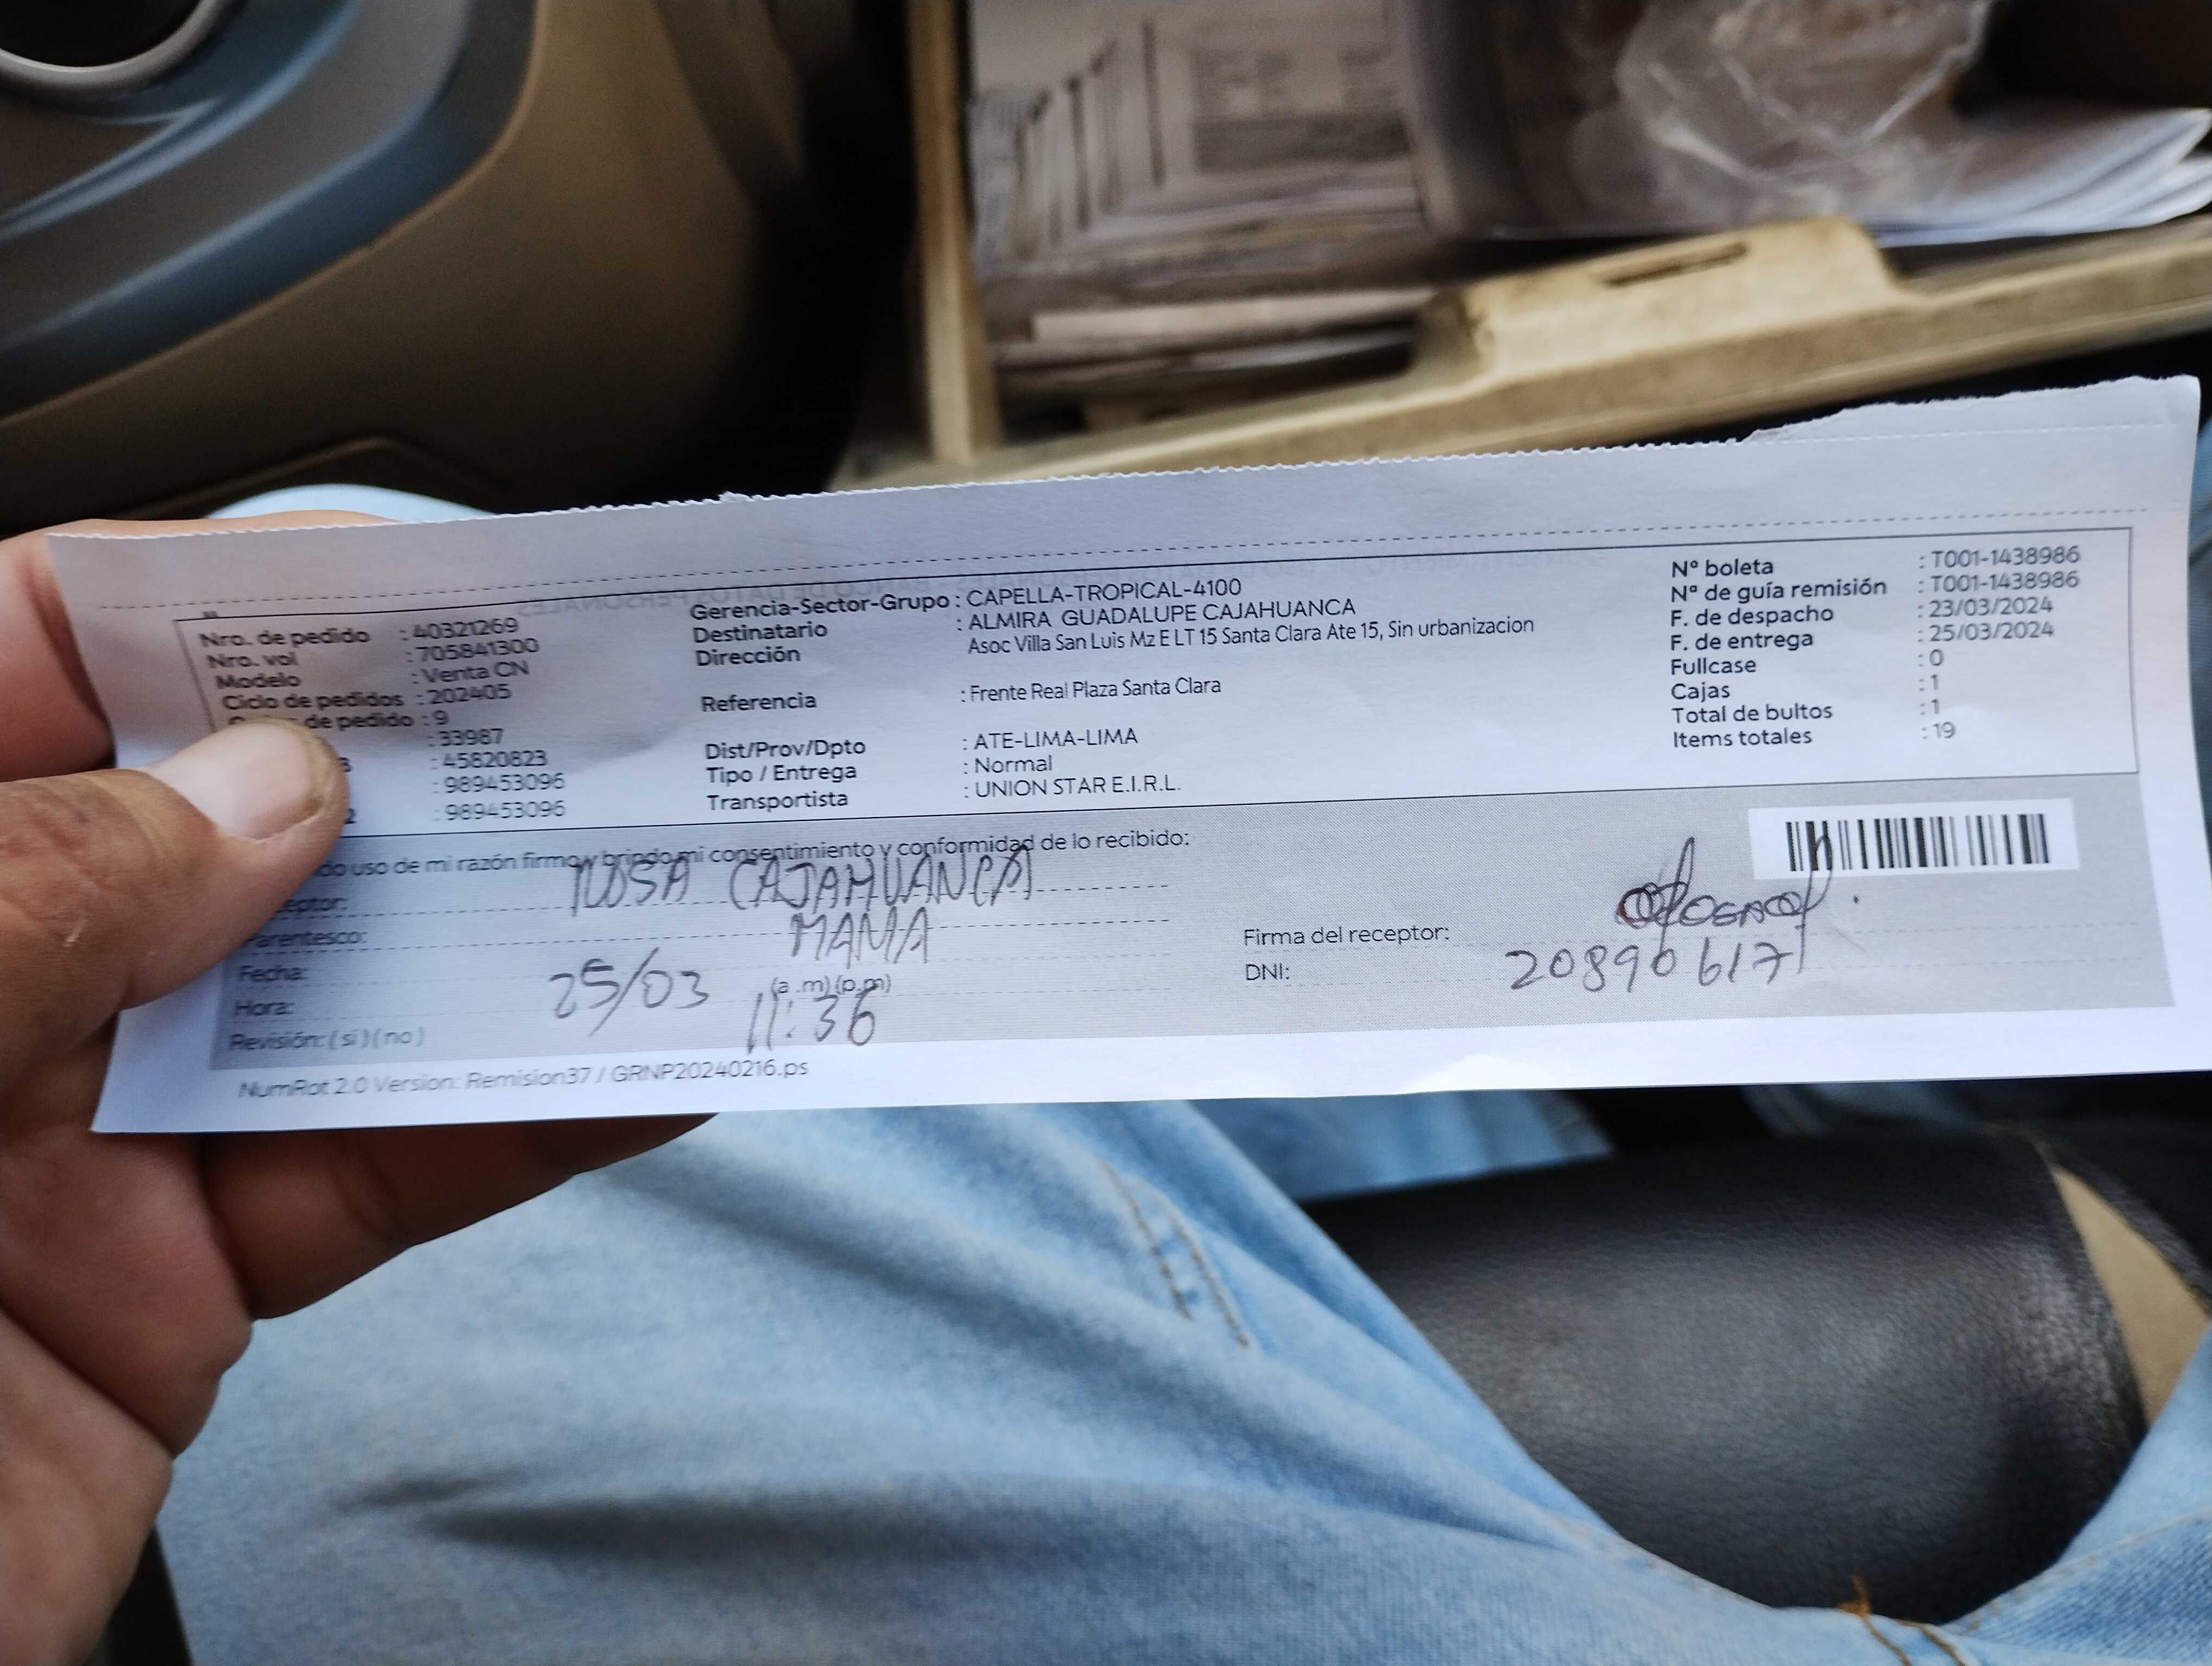 Nro. de pedido : 40321269
Nro. vol : 705841300
Modelo : Venta CN
Ciclo de pedidos : 202405
de pedido : 9
: 33987
: 45820823
: 989453096
2 : 989453096
Gerencia-Sector-Grupo : CAPELLA-TROPICAL-4100
Destinatario : ALMIRA GUADALUPE CAJAHUANCA
Dirección Asoc Villa San Luis Mz E LT 15 Santa Clara Ate 15, Sin urbanizacion
Referencia : Frente Real Plaza Santa Clara
Dist/Prov/Dpto : ATE-LIMA-LIMA
Tipo / Entrega : Normal
Transportista : UNION STAR E.I.R.L.
N° boleta : T001-1438986
N° de guía remisión : T001-1438986
F. de despacho : 23/03/2024
F. de entrega : 25/03/2024
Fullcase : 0
Cajas : 1
Total de bultos : 1
Items totales : 19
do uso de mi razón firmo y brindo mi consentimiento y conformidad de lo recibido:
eptor: CAJAHUANCA
Parentesco: MAMA
Fecha: 25/03
Hora: (a .m) (p.m) 11:36
Revisión: ( si ) ( no )
Firma del receptor:
DNI: 20890617
NumRot 2.0 Version: Remision37 / GRNP20240216.ps